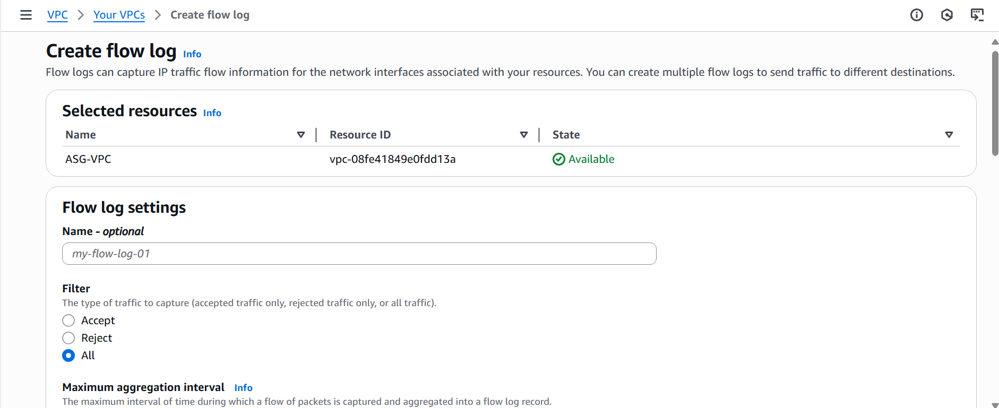 VPC > Your VPCs > Create flow log
Create flow log Info
Flow logs can capture IP traffic flow information for the network interfaces associated with your resources. You can create multiple flow logs to send traffic to different destinations.
Selected resources Info
Name Resource ID State
ASG-VPC vpc-08fe41849e0fdd13a Available
Flow log settings
Name - optional
my-flow-log-01
Filter
The type of traffic to capture (accepted traffic only, rejected traffic only, or all traffic).
Accept
Reject
All
Maximum aggregation interval Info
The maximum interval of time during which a flow of packets is captured and aggregated into a flow log record.